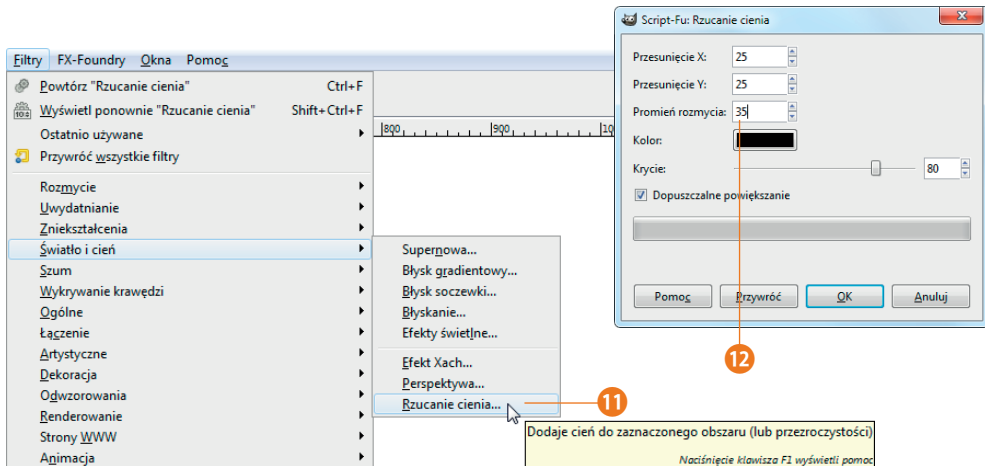 Filtry FX-Foundry Okna Pomoc
Powtórz "Rzucanie cienia" Ctrl+F
Wyświetl ponownie "Rzucanie cienia" Shift+Ctrl+F
Ostatnio używane
Przywróć wszystkie filtry
Rozmycie
Uwydatnianie
Zniekształcenia
Światło i cień
Szum
Wykrywanie krawędzi
Ogólne
Łączenie
Artystyczne
Dekoracja
Odwzorowania
Renderowanie
Strony WWW
Animacja
800 900 10
Supernowa...
Błysk gradientowy...
Błysk soczewki...
Błyskanie...
Efekty świetlne...
Efekt Xach...
Perspektywa...
Rzucanie cienia...
11
Dodaje cień do zaznaczonego obszaru (lub przezroczystości)
Naciśnięcie klawisza F1 wyświetli pomoc
Script-Fu: Rzucanie cienia
Przesunięcie X: 25
Przesunięcie Y: 25
Promień rozmycia: 35
Kolor:
Krycie: 80
Dopuszczalne powiększanie
Pomoc Przywróć OK Anuluj
12